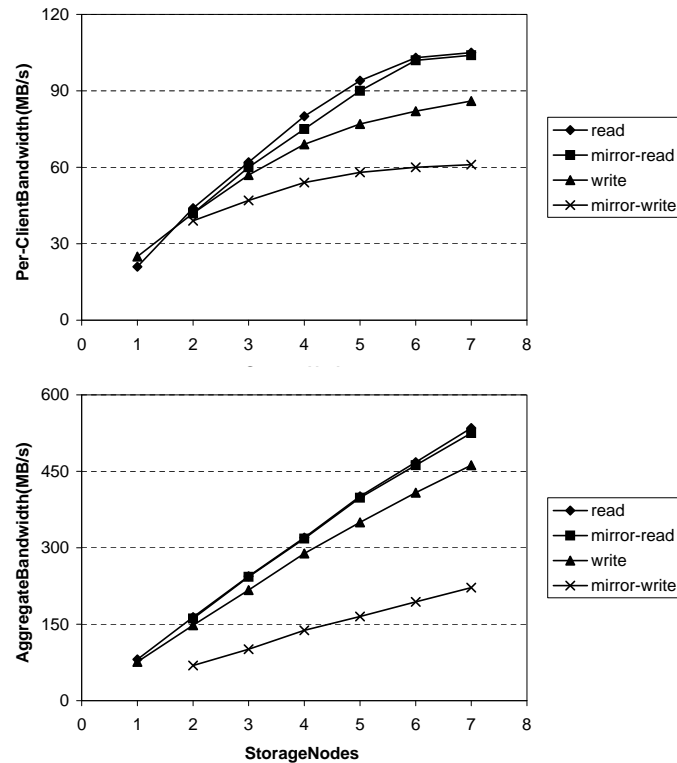 120
90
60
30
0
0 1 2 3 4 5 6 7 8
Per-ClientBandwidth(MB/s)
read
mirror-read
write
mirror-write
600
450
300
150
0
0 1 2 3 4 5 6 7 8
AggregateBandwidth(MB/s)
StorageNodes
read
mirror-read
write
mirror-write